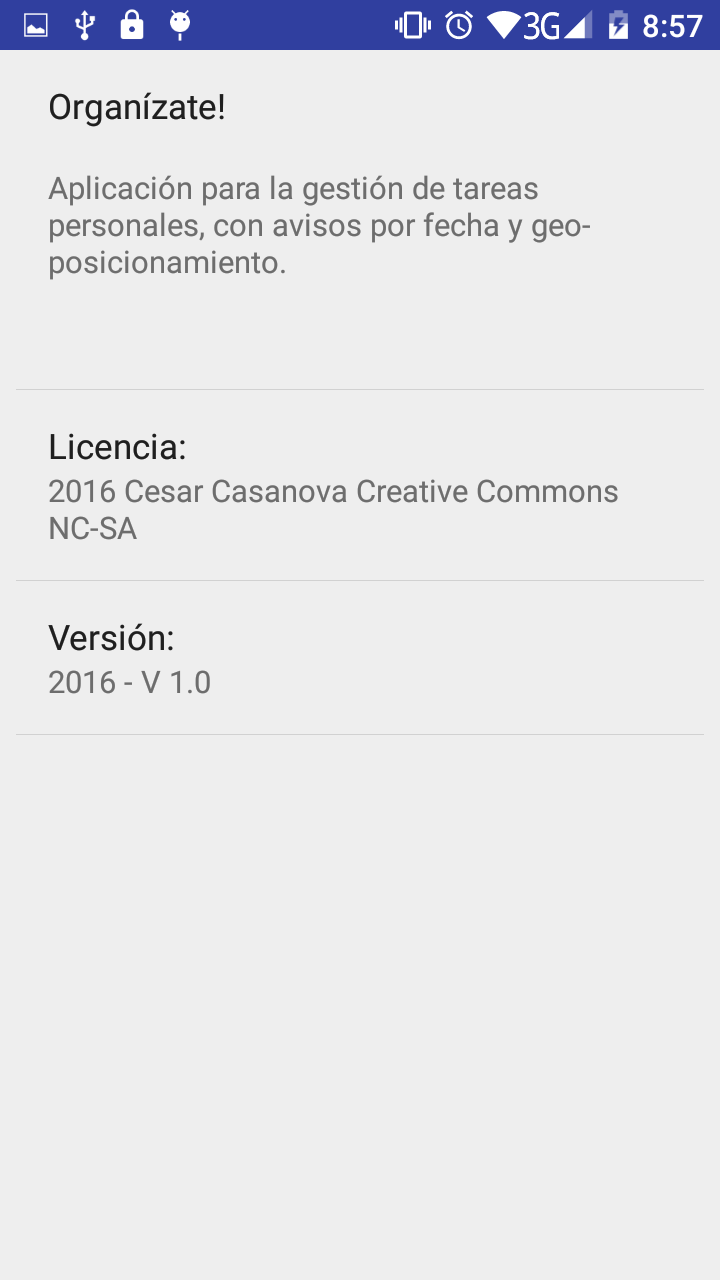 3G 8:57
Organízate!
Aplicación para la gestión de tareas
personales, con avisos por fecha y geo-
posicionamiento.
Licencia:
2016 Cesar Casanova Creative Commons
NC-SA
Versión:
2016 - V 1.0